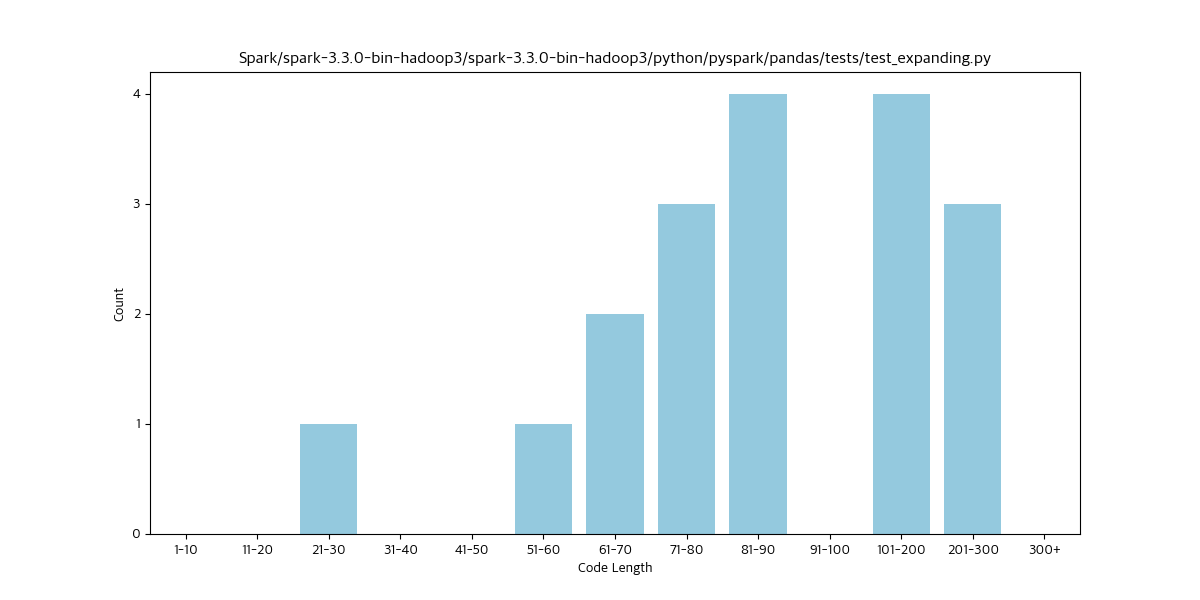 Spark/spark-3.3.0-bin-hadoop3/spark-3.3.0-bin-hadoop3/python/pyspark/pandas/tests/test_expanding.py
4
3
2
1
0
Count
1-10 11-20 21-30 31-40 41-50 51-60 61-70 71-80 81-90 91-100 101-200 201-300 300+
Code Length